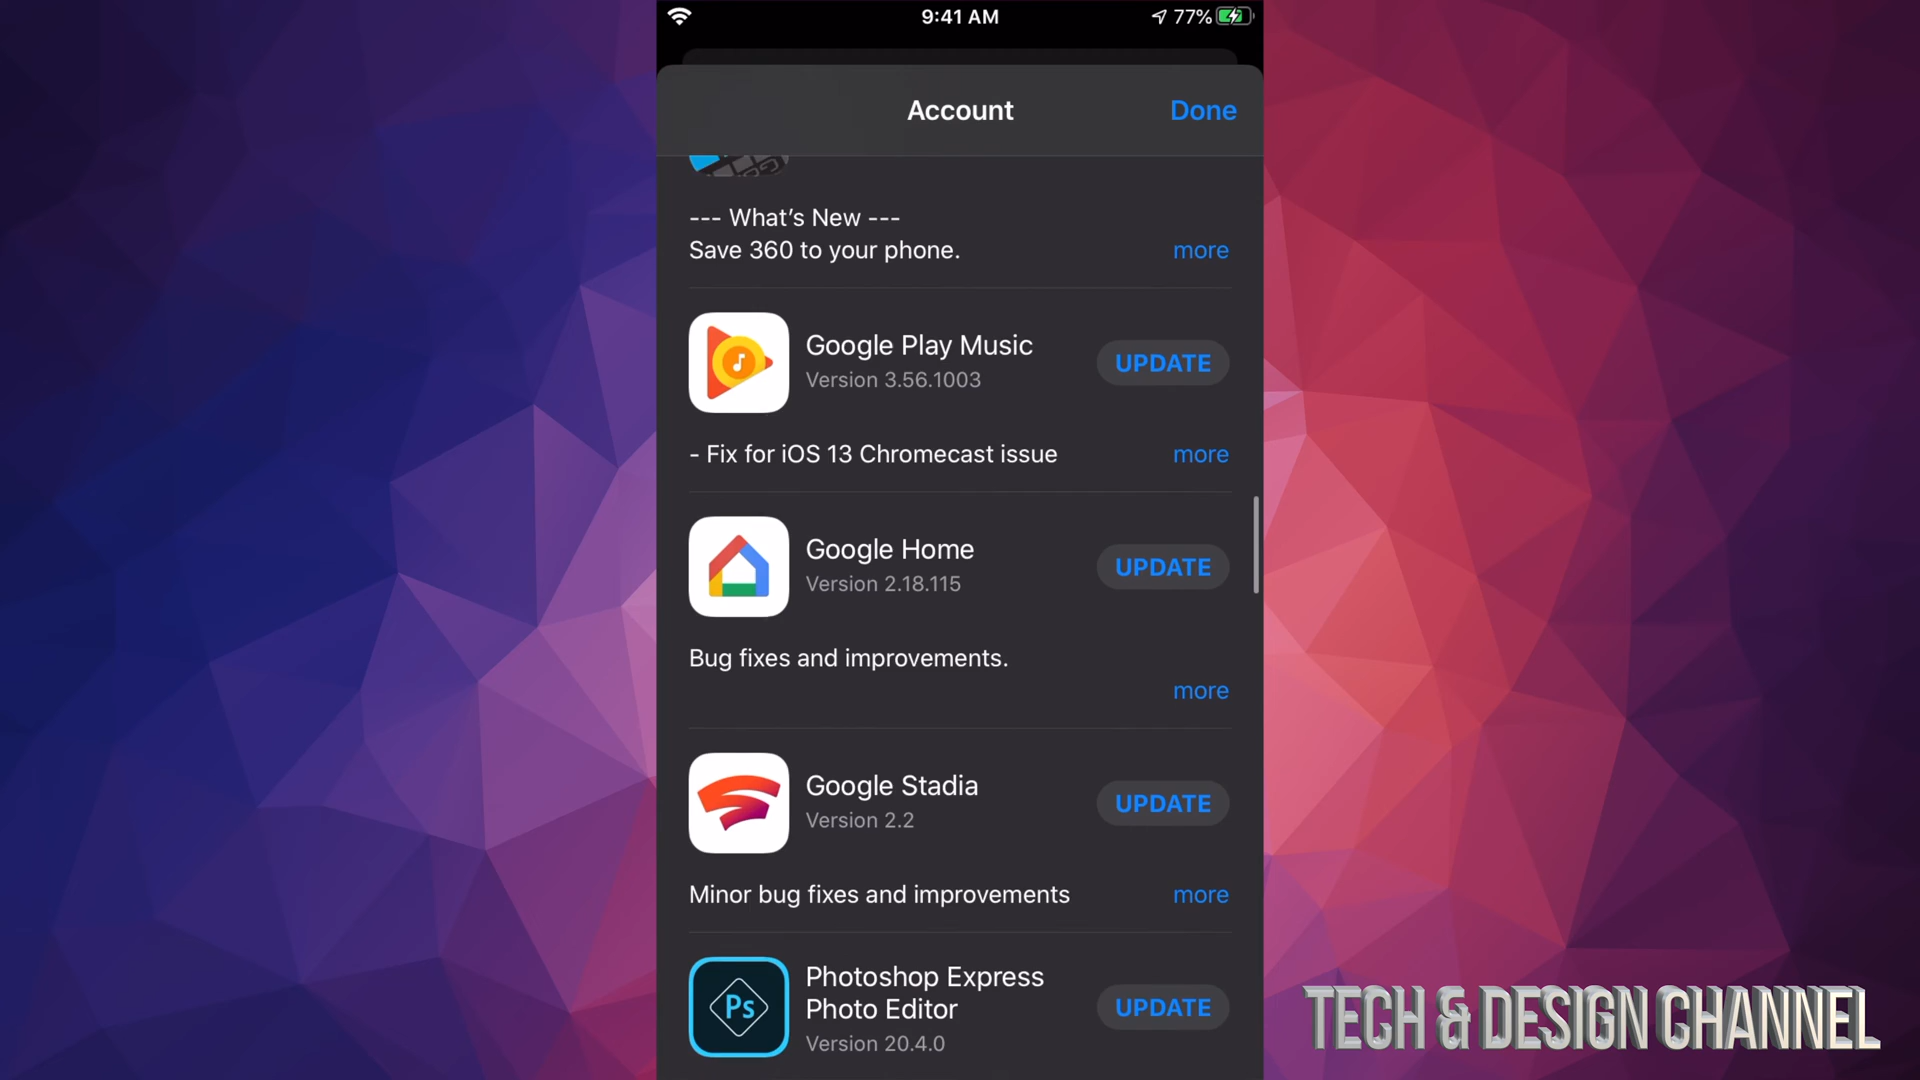 9:41 AM
77%
Account
Done
--- What's New ---
Save 360 to your phone.
more
Google Play Music
Version 3.56.1003
UPDATE
- Fix for iOS 13 Chromecast issue
more
Google Home
Version 2.18.115
UPDATE
Bug fixes and improvements.
more
Google Stadia
Version 2.2
UPDATE
Minor bug fixes and improvements
more
Ps
Photoshop Express
Photo Editor
Version 20.4.0
UPDATE
TECH & DESIGN CHANNEL